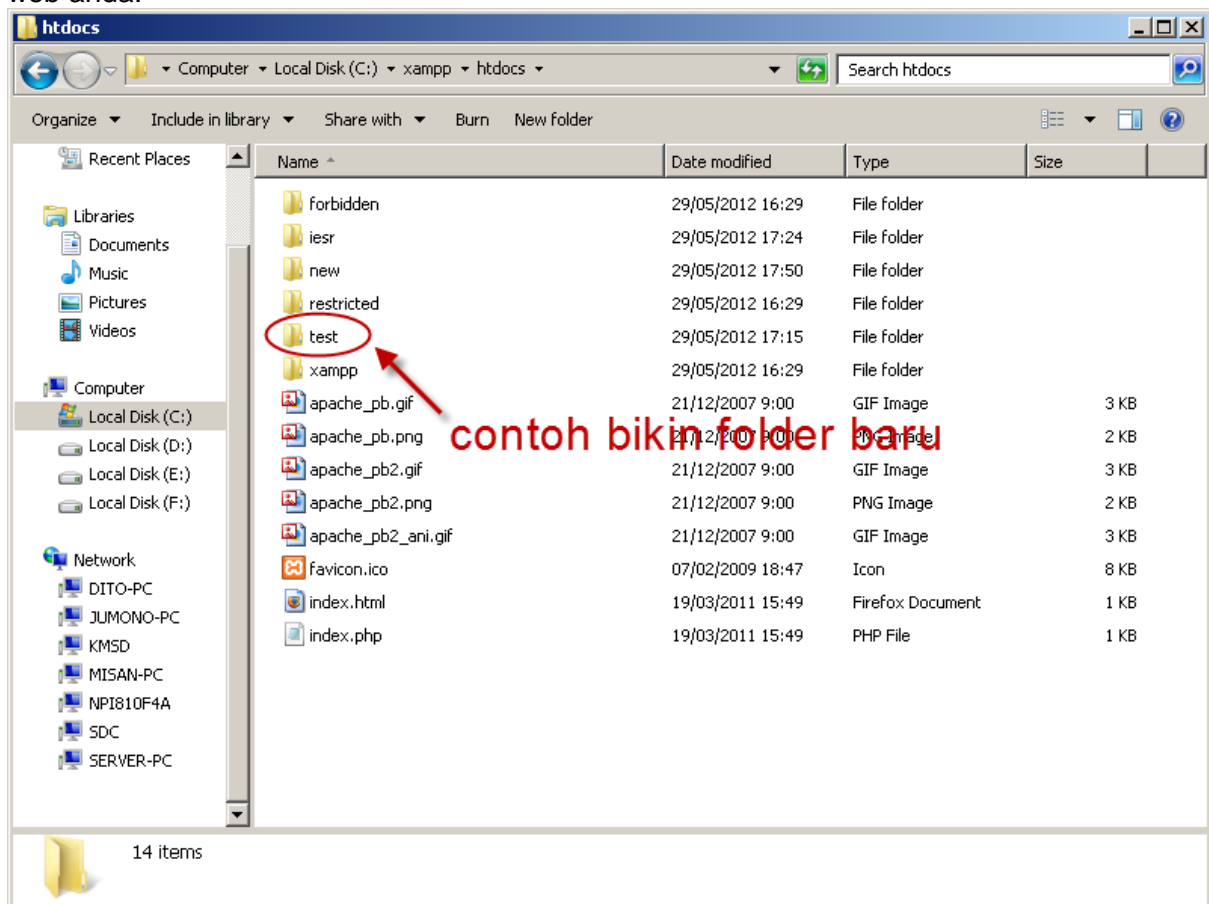 web anda.
htdocs
Computer Local Disk (C:) xampp htdocs Search htdocs
Organize Include in library Share with Burn New folder
Recent Places
Libraries
Documents
Music
Pictures
Videos
Computer
Local Disk (C:)
Local Disk (D:)
Local Disk (E:)
Local Disk (F:)
Network
DITO-PC
JUMONO-PC
KMSD
MISAN-PC
NPI810F4A
SDC
SERVER-PC
Name Date modified Type Size
forbidden 29/05/2012 16:29 File folder
iesr 29/05/2012 17:24 File folder
new 29/05/2012 17:50 File folder
restricted 29/05/2012 16:29 File folder
test 29/05/2012 17:15 File folder
xampp 29/05/2012 16:29 File folder
apache_pb.gif 21/12/2007 9:00 GIF Image 3 KB
apache_pb.png 21/12/2007 9:00 PNG Image 2 KB
contoh bikin folder baru
apache_pb2.gif 21/12/2007 9:00 GIF Image 3 KB
apache_pb2.png 21/12/2007 9:00 PNG Image 2 KB
apache_pb2_ani.gif 21/12/2007 9:00 GIF Image 3 KB
favicon.ico 07/02/2009 18:47 Icon 8 KB
index.html 19/03/2011 15:49 Firefox Document 1 KB
index.php 19/03/2011 15:49 PHP File 1 KB
14 items